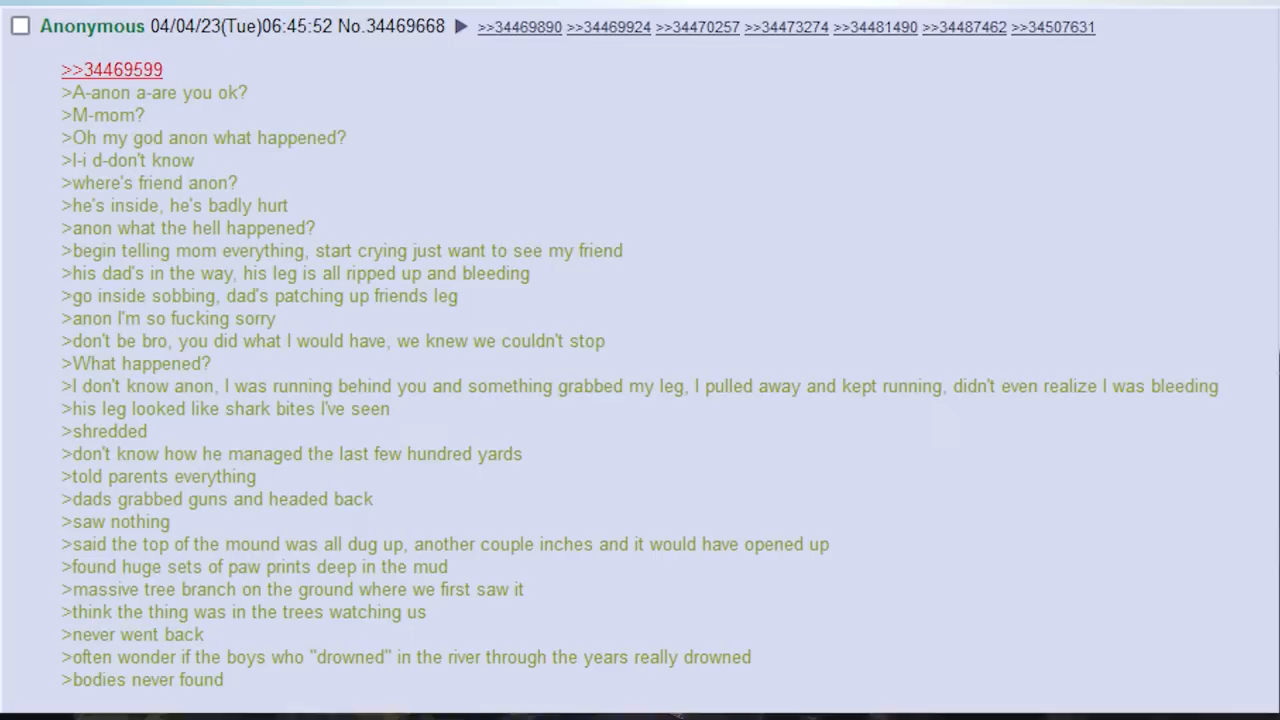 Anonymous 04/04/23(Tue)06:45:52 No.34469668 ▶ >>34469890 >>34469924 >>34470257 >>34473274 >>34481490 >>34487462 >>34507631
>>34469599
>A-anon a-are you ok?
>M-mom?
>Oh my god anon what happened?
>I-i d-don't know
>where's friend anon?
>he's inside, he's badly hurt
>anon what the hell happened?
>begin telling mom everything, start crying just want to see my friend
>his dad's in the way, his leg is all ripped up and bleeding
>go inside sobbing, dad's patching up friends leg
>anon I'm so fucking sorry
>don't be bro, you did what I would have, we knew we couldn't stop
>What happened?
>I don't know anon, I was running behind you and something grabbed my leg, I pulled away and kept running, didn't even realize I was bleeding
>his leg looked like shark bites I've seen
>shredded
>don't know how he managed the last few hundred yards
>told parents everything
>dads grabbed guns and headed back
>saw nothing
>said the top of the mound was all dug up, another couple inches and it would have opened up
>found huge sets of paw prints deep in the mud
>massive tree branch on the ground where we first saw it
>think the thing was in the trees watching us
>never went back
>often wonder if the boys who "drowned" in the river through the years really drowned
>bodies never found